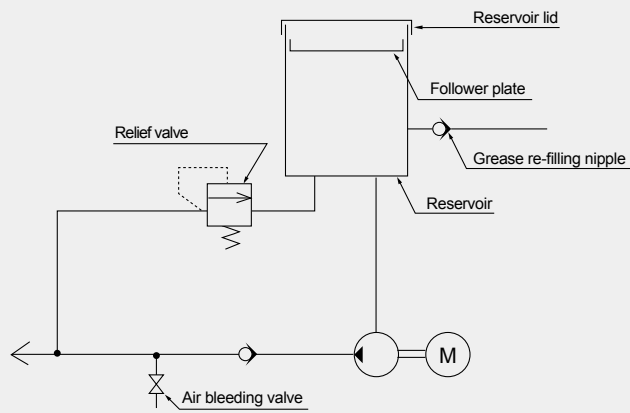 Reservoir lid
Follower plate
Relief valve
Grease re-filling nipple
Reservoir
M
Air bleeding valve